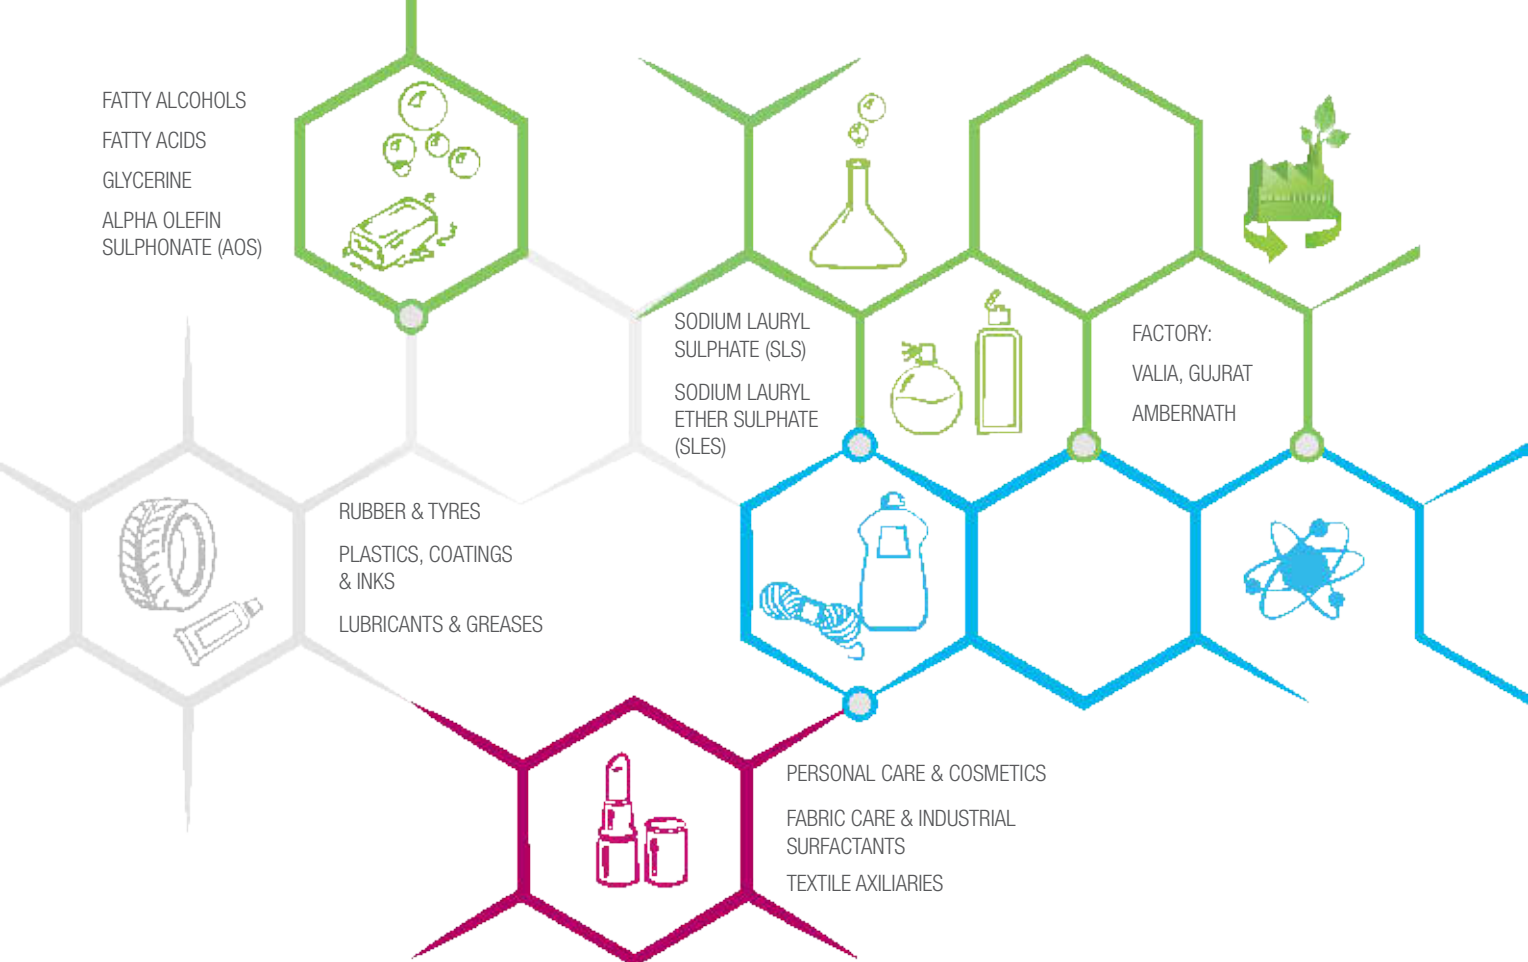 FATTY ALCOHOLS
FATTY ACIDS
GLYCERINE
ALPHA OLEFIN
SULPHONATE (AOS)
SODIUM LAURYL
SULPHATE (SLS)
SODIUM LAURYL
ETHER SULPHATE
(SLES)
FACTORY:
VALIA, GUJRAT
AMBERNATH
RUBBER & TYRES
PLASTICS, COATINGS
& INKS
LUBRICANTS & GREASES
PERSONAL CARE & COSMETICS
FABRIC CARE & INDUSTRIAL
SURFACTANTS
TEXTILE AXILIARIES